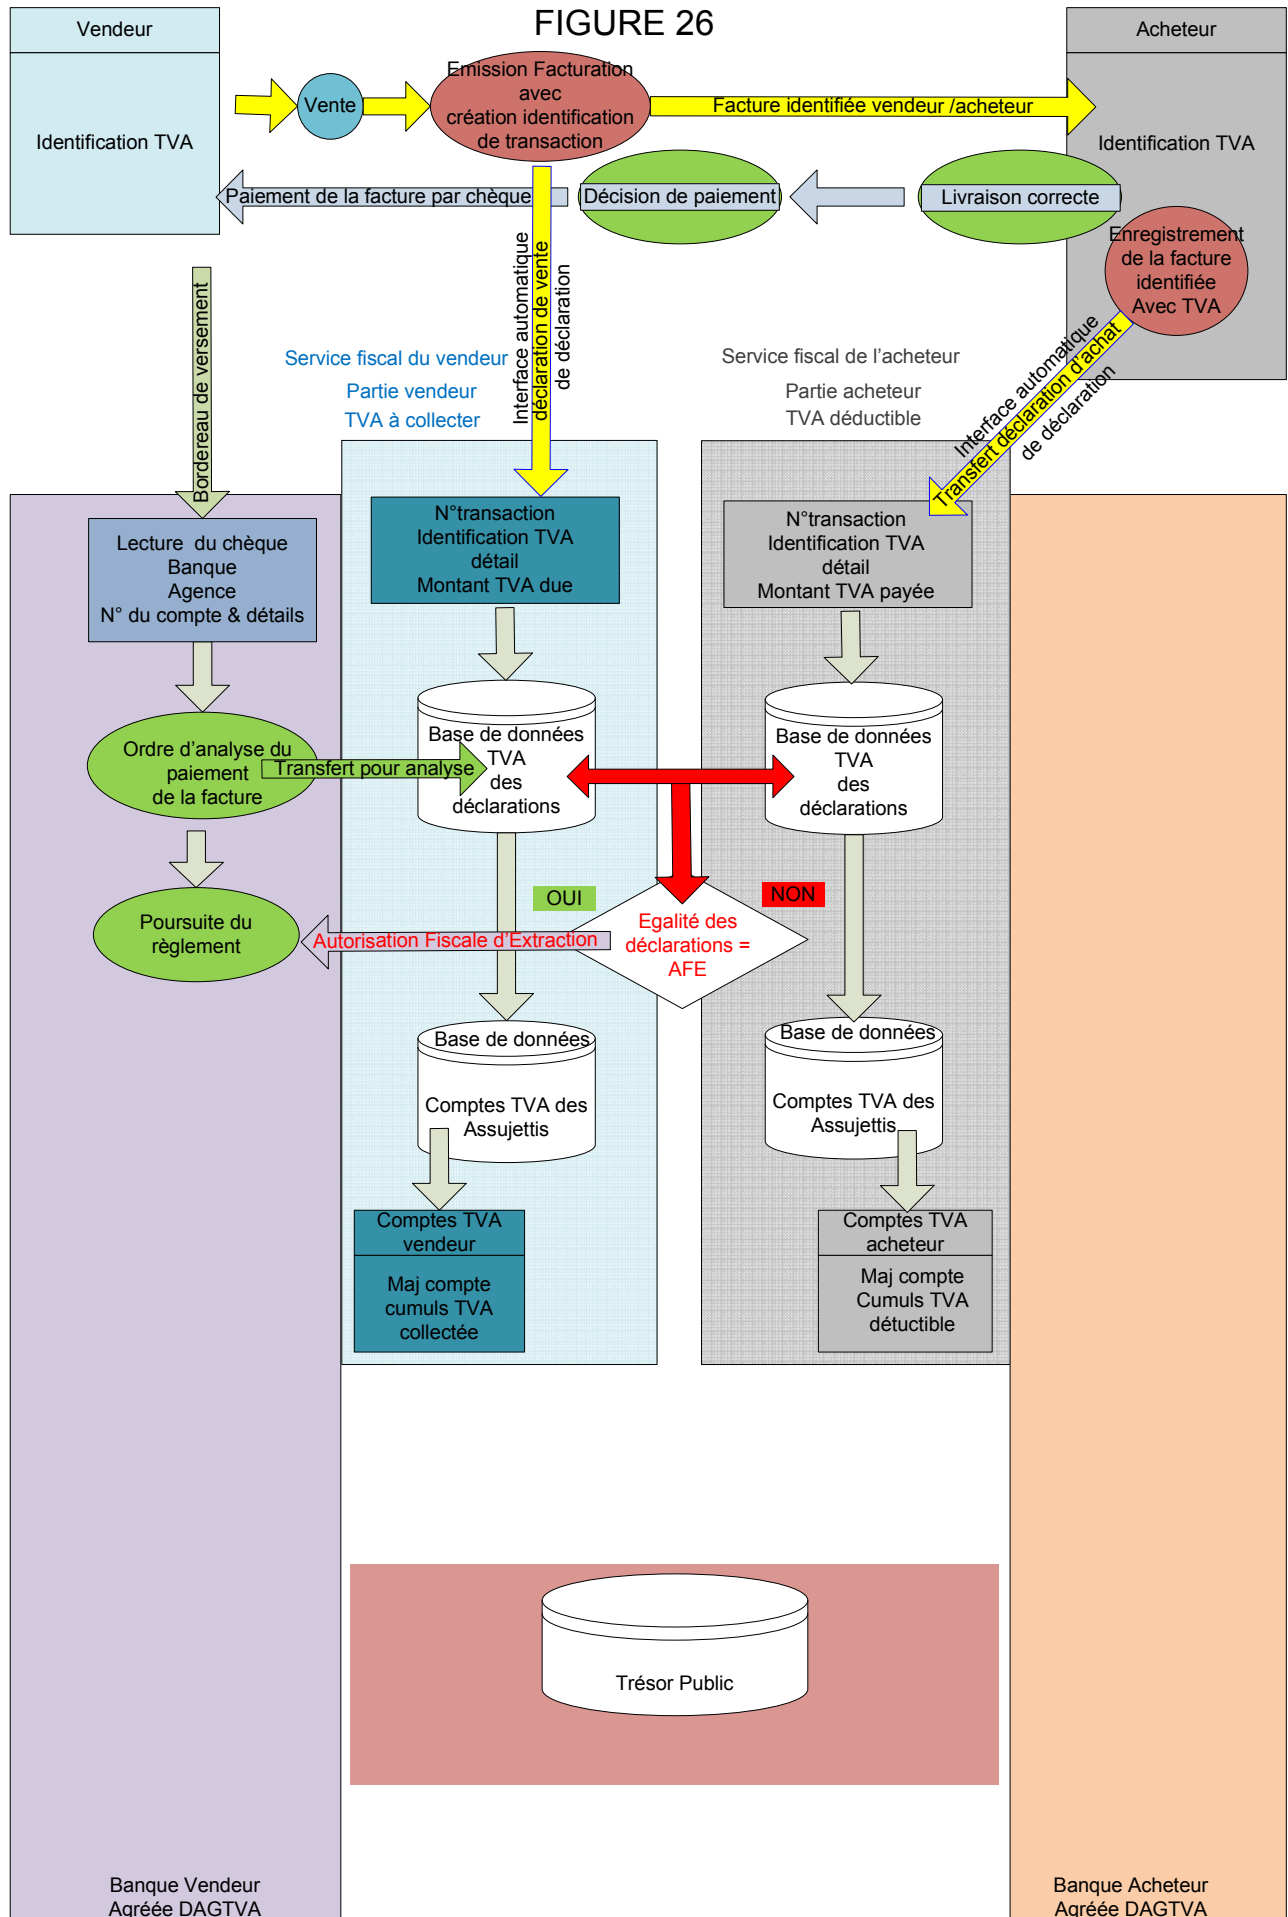 FIGURE 26
Vendeur
Identification TVA
Vente
Emission Facturation
avec
création identification
de transaction
Facture identifiée vendeur /acheteur
Acheteur
Identification TVA
Paiement de la facture par chèque
Décision de paiement
Livraison correcte
Enregistrement
de la facture
identifiée
Avec TVA
Bordereau de versement
Interface automatique
déclaration de vente
de déclaration
Interface automatique
Transfert déclaration d'achat
de déclaration
Service fiscal du vendeur
Partie vendeur
TVA à collecter
Service fiscal de l'acheteur
Partie acheteur
TVA déductible
Lecture du chèque
Banque
Agence
N° du compte & détails
N°transaction
Identification TVA
détail
Montant TVA due
N°transaction
Identification TVA
détail
Montant TVA payée
Ordre d'analyse du
paiement
de la facture
Transfert pour analyse
Base de données
TVA
des
déclarations
Base de données
TVA
des
déclarations
OUI
NON
Poursuite du
règlement
Autorisation Fiscale d'Extraction
Egalité des
déclarations =
AFE
Base de données
Comptes TVA des
Assujettis
Base de données
Comptes TVA des
Assujettis
Comptes TVA
vendeur
Maj compte
cumuls TVA
collectée
Comptes TVA
acheteur
Maj compte
Cumuls TVA
détuctible
Trésor Public
Banque Vendeur
Agréée DAGTVA
Banque Acheteur
Agréée DAGTVA